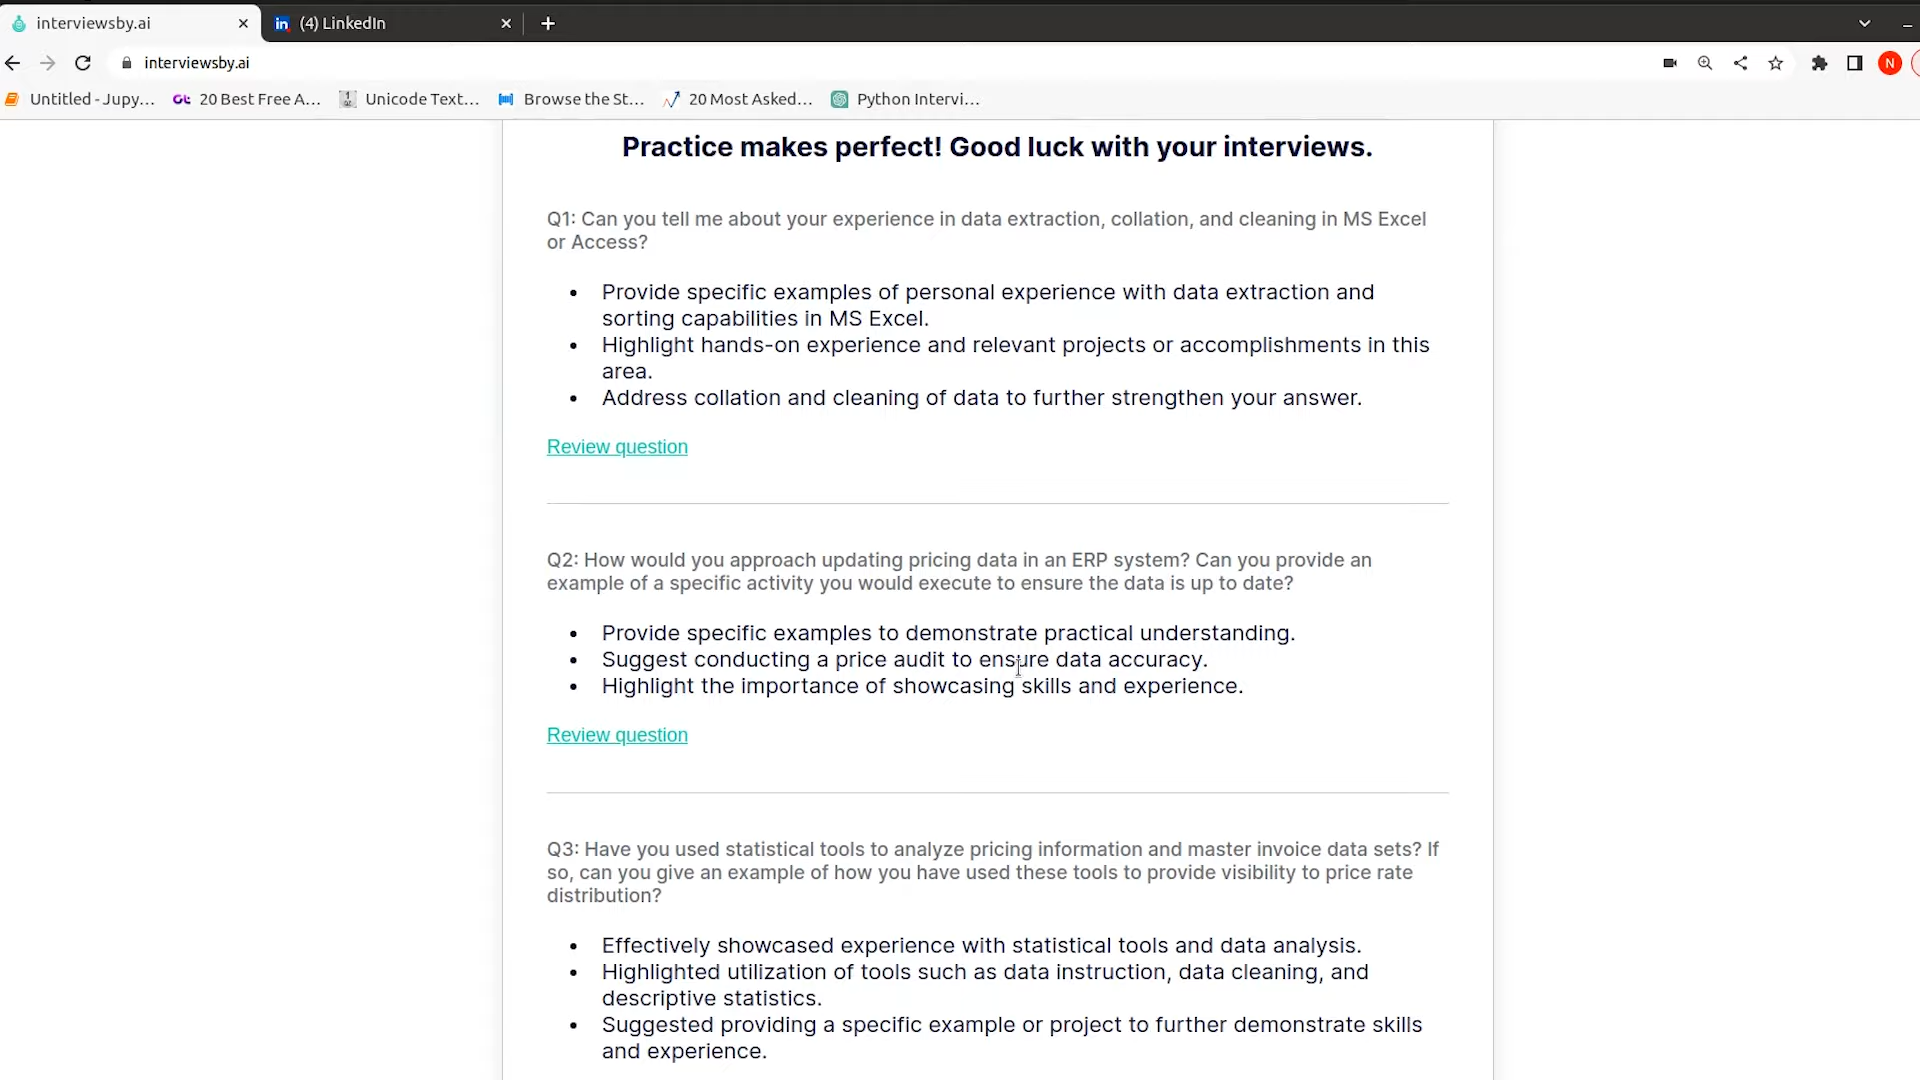 interviewsby.ai
(4) LinkedIn
interviewsby.ai
N
Untitled - Jupy...
20 Best Free A...
Unicode Text...
Browse the St...
20 Most Asked...
Python Intervi...
Practice makes perfect! Good luck with your interviews.
Q1: Can you tell me about your experience in data extraction, collation, and cleaning in MS Excel
or Access?
• Provide specific examples of personal experience with data extraction and
sorting capabilities in MS Excel.
• Highlight hands-on experience and relevant projects or accomplishments in this
area.
• Address collation and cleaning of data to further strengthen your answer.
Review question
Q2: How would you approach updating pricing data in an ERP system? Can you provide an
example of a specific activity you would execute to ensure the data is up to date?
• Provide specific examples to demonstrate practical understanding.
• Suggest conducting a price audit to ensure data accuracy.
• Highlight the importance of showcasing skills and experience.
Review question
Q3: Have you used statistical tools to analyze pricing information and master invoice data sets? If
so, can you give an example of how you have used these tools to provide visibility to price rate
distribution?
• Effectively showcased experience with statistical tools and data analysis.
• Highlighted utilization of tools such as data instruction, data cleaning, and
descriptive statistics.
• Suggested providing a specific example or project to further demonstrate skills
and experience.